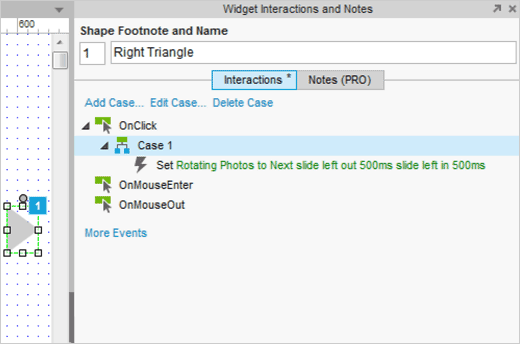 Widget Interactions and Notes
600
Shape Footnote and Name
1 Right Triangle
Interactions * Notes (PRO)
Add Case... Edit Case... Delete Case
OnClick
Case 1
Set Rotating Photos to Next slide left out 500ms slide left in 500ms
OnMouseEnter
1
OnMouseOut
More Events